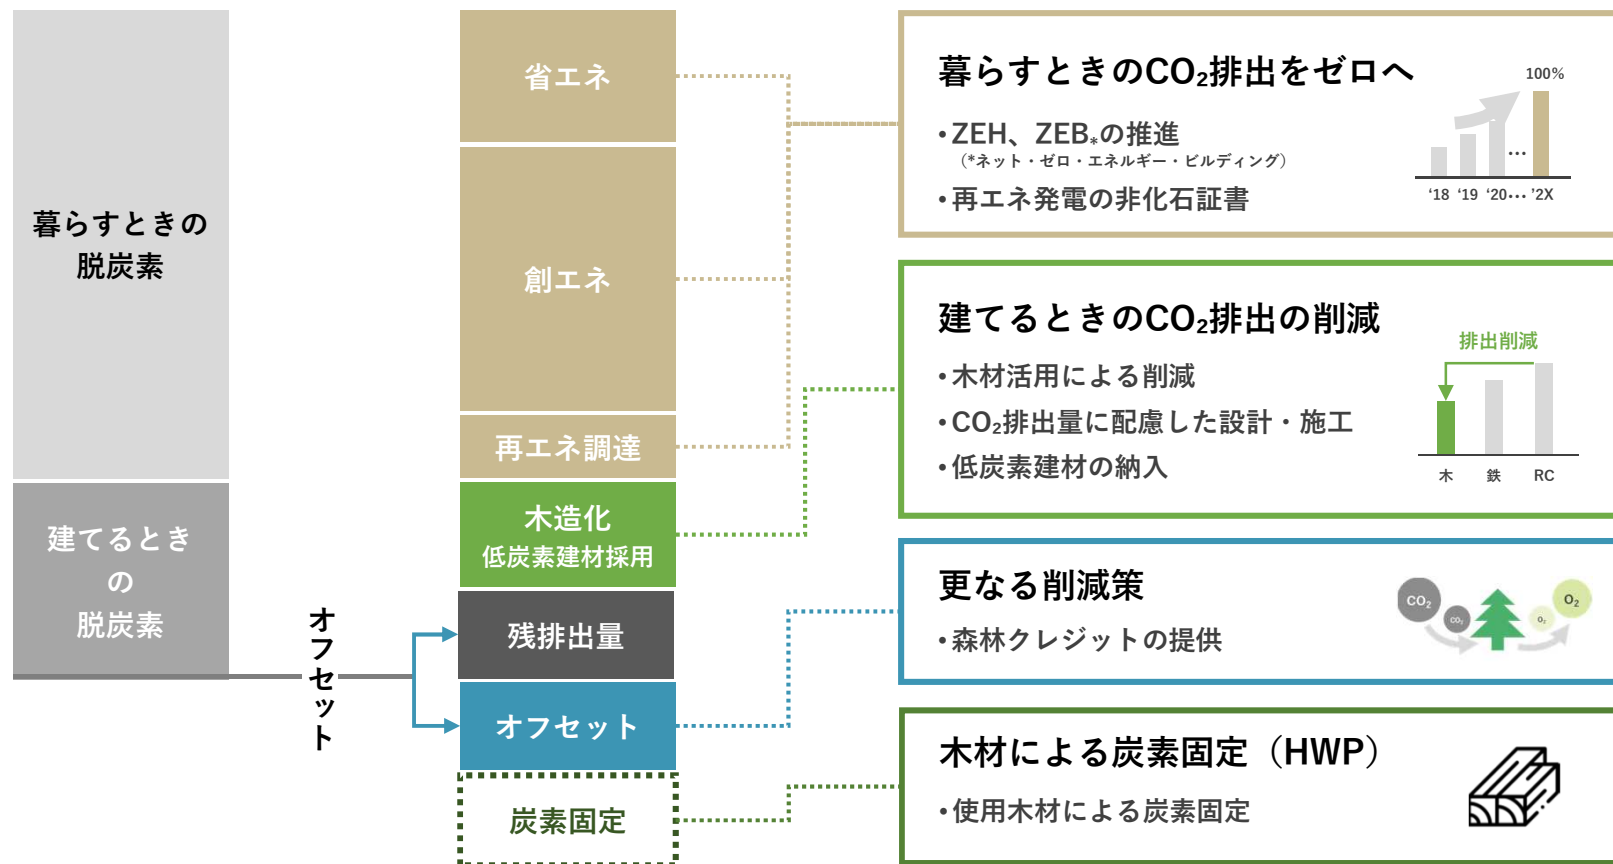 暮らすときの
脱炭素
建てるとき
の
脱炭素
オフセット
省エネ
創エネ
再エネ調達
木造化
低炭素建材採用
残排出量
オフセット
炭素固定
暮らすときのCO₂排出をゼロへ
•ZEH、ZEB*の推進
（*ネット・ゼロ・エネルギー・ビルディング）
•再エネ発電の非化石証書
100%
...
‘18 ‘19 ‘20… ’2X
建てるときのCO₂排出の削減
•木材活用による削減
•CO₂排出量に配慮した設計・施工
•低炭素建材の納入
排出削減
木 鉄 RC
更なる削減策
•森林クレジットの提供
CO₂
CO₂
O₂
O₂
木材による炭素固定（HWP）
•使用木材による炭素固定